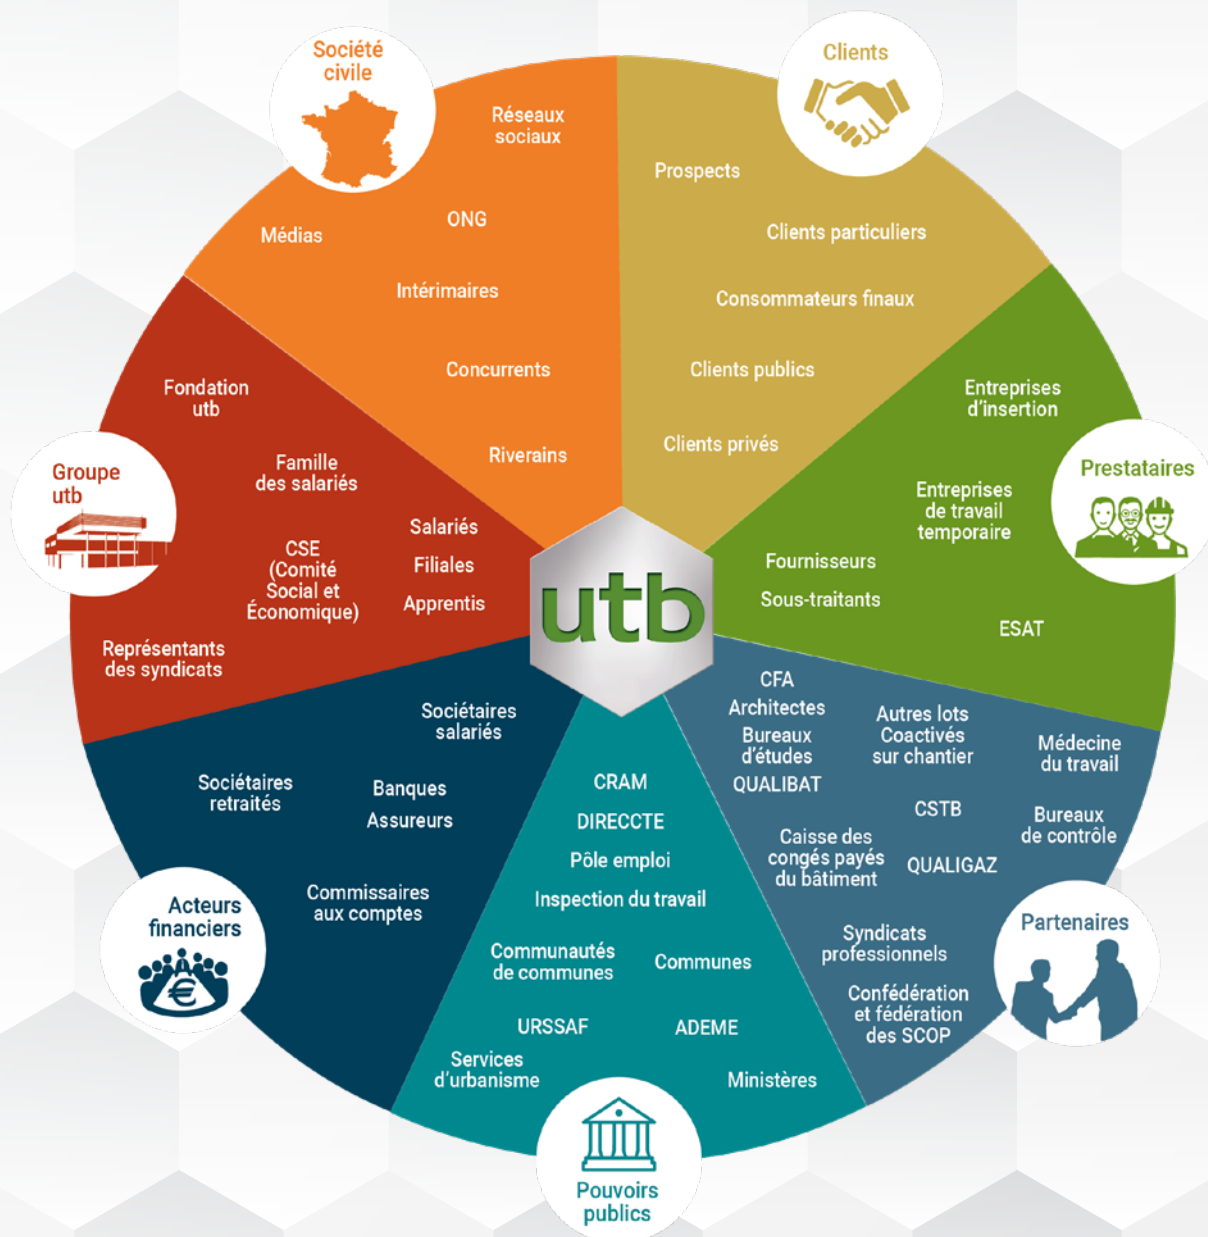 Société
civile
Réseaux
sociaux
Médias
ONG
Intérimaires
Concurrents
Riverains
Clients
Prospects
Clients particuliers
Consommateurs finaux
Clients publics
Clients privés
Prestataires
Entreprises
d'insertion
Entreprises
de travail
temporaire
Fournisseurs
Sous-traitants
ESAT
Partenaires
CFA
Architectes
Bureaux
d'études
QUALIBAT
Autres lots
Coactivés
sur chantier
Médecine
du travail
CSTB
Bureaux
de contrôle
Caisse des
congés payés
du bâtiment
QUALIGAZ
Syndicats
professionnels
Confédération
et fédération
des SCOP
Pouvoirs
publics
CRAM
DIRECCTE
Pôle emploi
Inspection du travail
Communautés
de communes
Communes
URSSAF
ADEME
Services
d'urbanisme
Ministères
Acteurs
financiers
€
Sociétaires
salariés
Sociétaires
retraités
Banques
Assureurs
Commissaires
aux comptes
Groupe
utb
Fondation
utb
Famille
des salariés
Salariés
Filiales
Apprentis
CSE
(Comité
Social et
Économique)
Représentants
des syndicats
utb